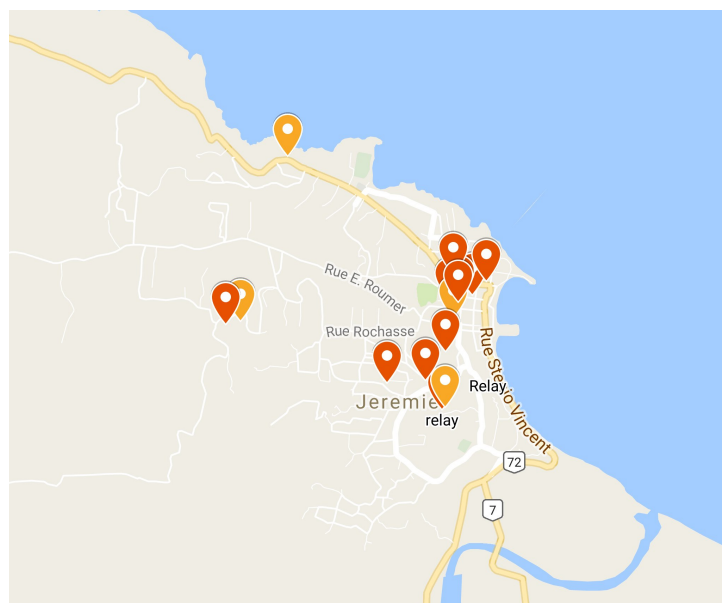 Rue E. Roumer
Rue Rochasse
Jeremie
Relay
relay
Rue Stenio Vincent
72
7